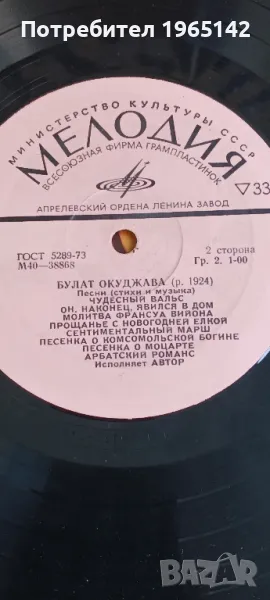 Потребител 1965142
МИНИСТЕРСТВО КУЛЬТУРЫ СССР
МЕЛОДИЯ
ВСЕСОЮЗНАЯ ФИРМА ГРАМПЛАСТИНОК
▽33
АПРЕЛЕВСКИЙ ОРДЕНА ЛЕНИНА ЗАВОД
ГОСТ 5289-73
М40—38868
2 сторона
Гр. 2. 1-00
БУЛАТ ОКУДЖАВА (р. 1924)
Песни (стихи и музыка)
ЧУДЕСНЫЙ ВАЛЬС
ОН, НАКОНЕЦ, ЯВИЛСЯ В ДОМ
МОЛИТВА ФРАНСУА ВИЙОНА
ПРОЩАНЬЕ С НОВОГОДНЕЙ ЕЛКОЙ
СЕНТИМЕНТАЛЬНЫЙ МАРШ
ПЕСЕНКА О КОМСОМОЛЬСКОЙ БОГИНЕ
ПЕСЕНКА О МОЦАРТЕ
АРБАТСКИЙ РОМАНС
Исполняет АВТОР
bazar
БГ